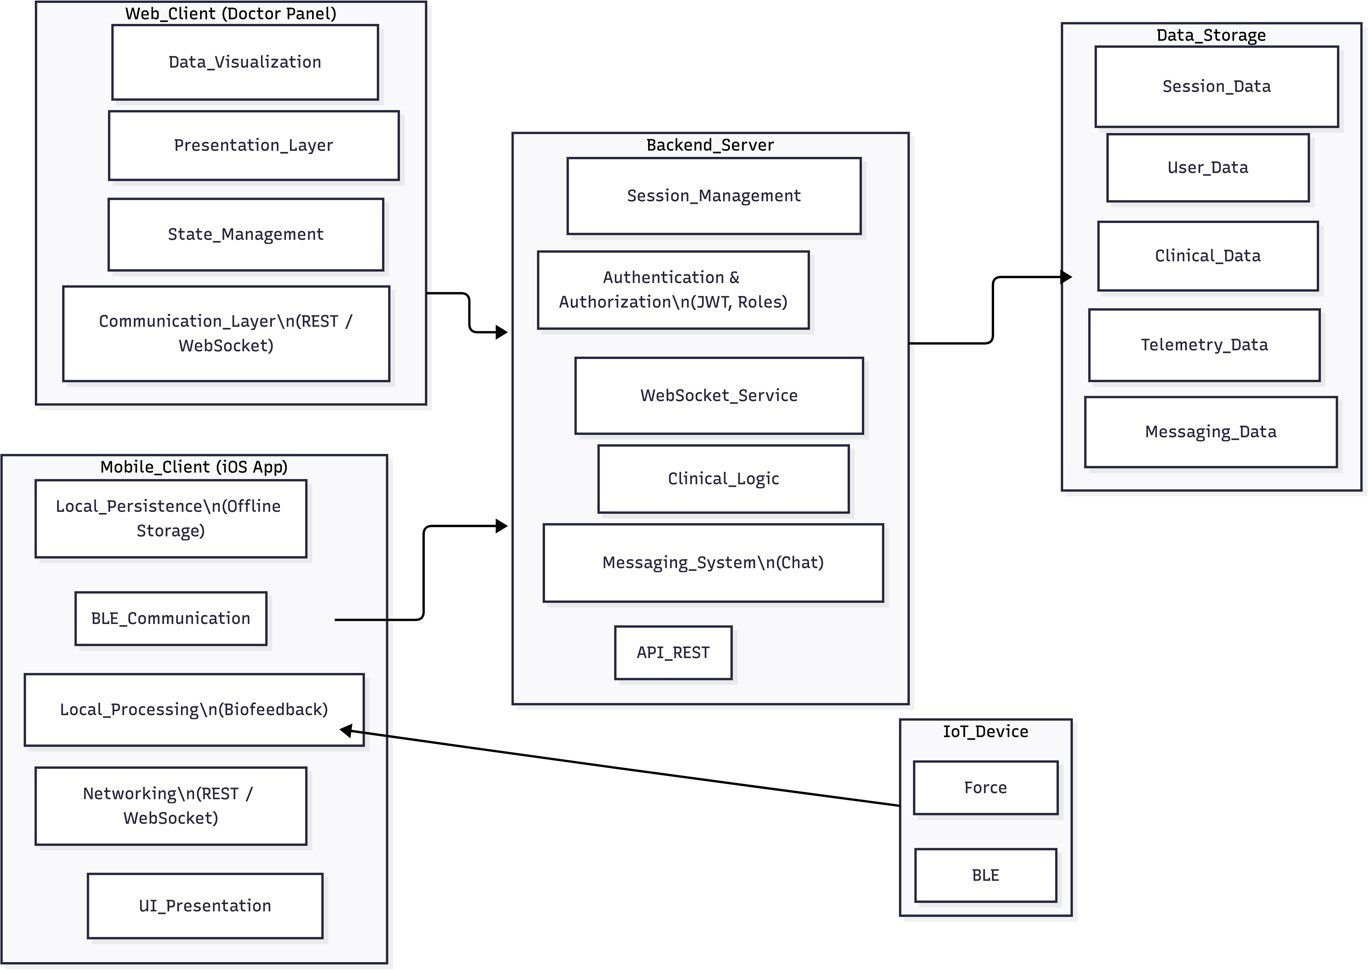 Web_Client (Doctor Panel)
Data_Visualization
Presentation_Layer
State_Management
Communication_Layer\n(REST /
WebSocket)
Mobile_Client (iOS App)
Local_Persistence\n(Offline
Storage)
BLE_Communication
Local_Processing\n(Biofeedback)
Networking\n(REST /
WebSocket)
UI_Presentation
Backend_Server
Session_Management
Authentication &
Authorization\n(JWT, Roles)
WebSocket_Service
Clinical_Logic
Messaging_System\n(Chat)
API_REST
IoT_Device
Force
BLE
Data_Storage
Session_Data
User_Data
Clinical_Data
Telemetry_Data
Messaging_Data